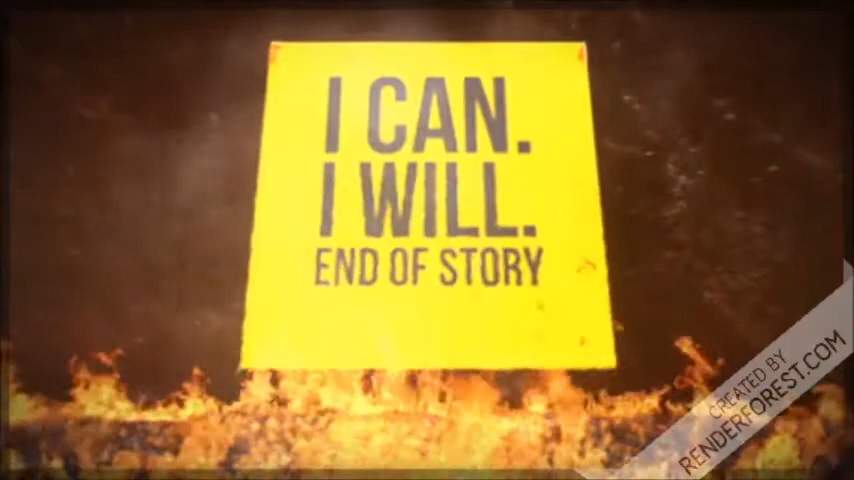 I CAN.
I WILL.
END OF STORY
CREATED BY
RENDERFOREST.COM